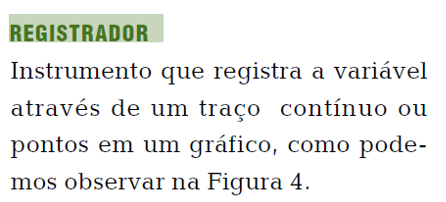 REGISTRADOR
Instrumento que registra a variável
através de um traço contínuo ou
pontos em um gráfico, como pode-
mos observar na Figura 4.